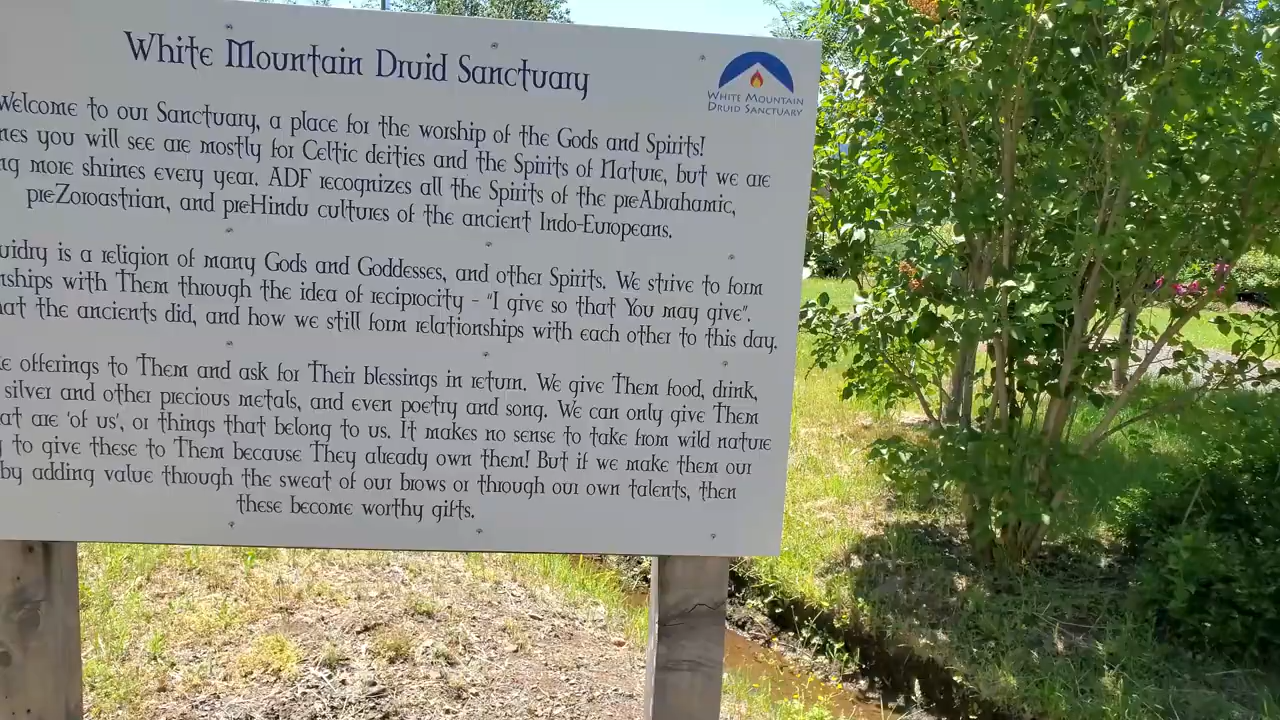 White Mountain Druid Sanctuary
WHITE MOUNTAIN
DRUID SANCTUARY
Welcome to our Sanctuary, a place for the worship of the Gods and Spirits!
you will see are mostly for Celtic deities and the Spirits of Nature, but we are
more shrines every year. ADF recognizes all the Spirits of the preAbrahamic,
preZoroastrian, and preHindu cultures of the ancient Indo-Europeans.
is a religion of many Gods and Goddesses, and other Spirits. We strive to form
with Them through the idea of reciprocity - "I give so that You may give".
the ancients did, and how we still form relationships with each other to this day.
offerings to Them and ask for Their blessings in return. We give Them food, drink,
silver and other precious metals, and even poetry and song. We can only give Them
are 'of us', or things that belong to us. It makes no sense to take from wild nature
to give these to Them because They already own them! But if we make them our
by adding value through the sweat of our brows or through our own talents, then
these become worthy gifts.